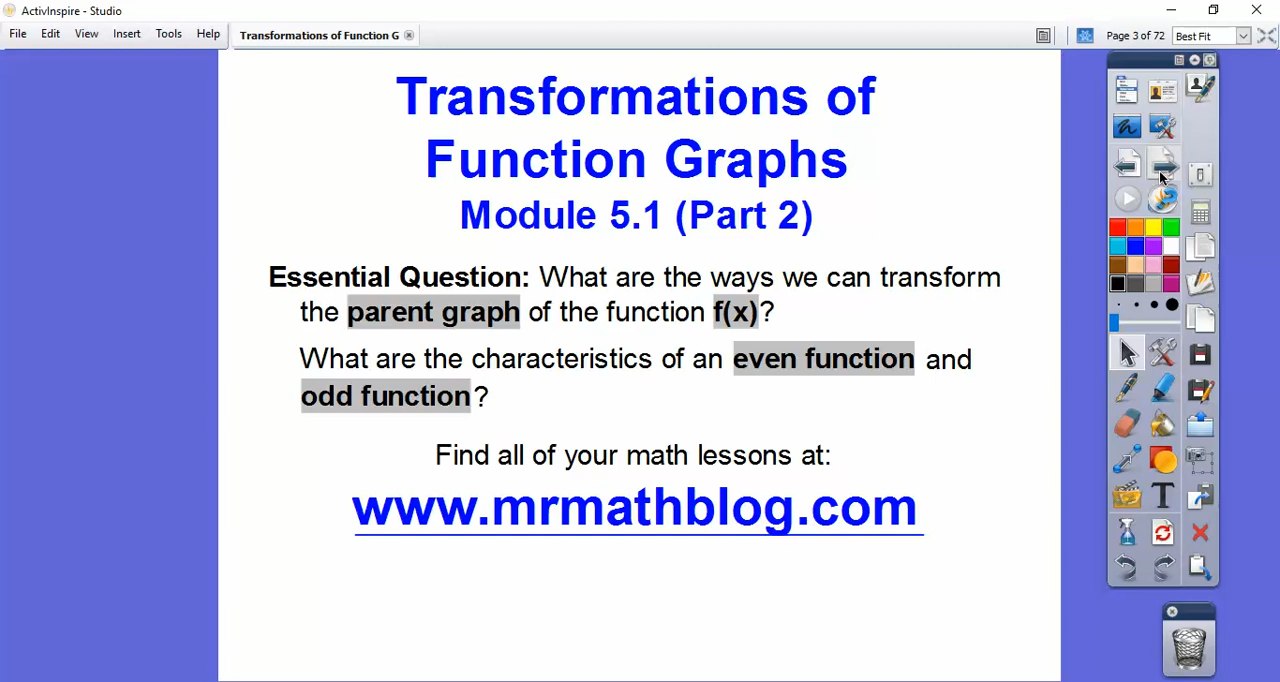 ActivInspire - Studio
File Edit View Insert Tools Help
Transformations of Function G
Page 3 of 72
Best Fit
Transformations of
Function Graphs
Module 5.1 (Part 2)
Essential Question: What are the ways we can transform
the parent graph of the function f(x)?
What are the characteristics of an even function and
odd function?
Find all of your math lessons at:
www.mrmathblog.com